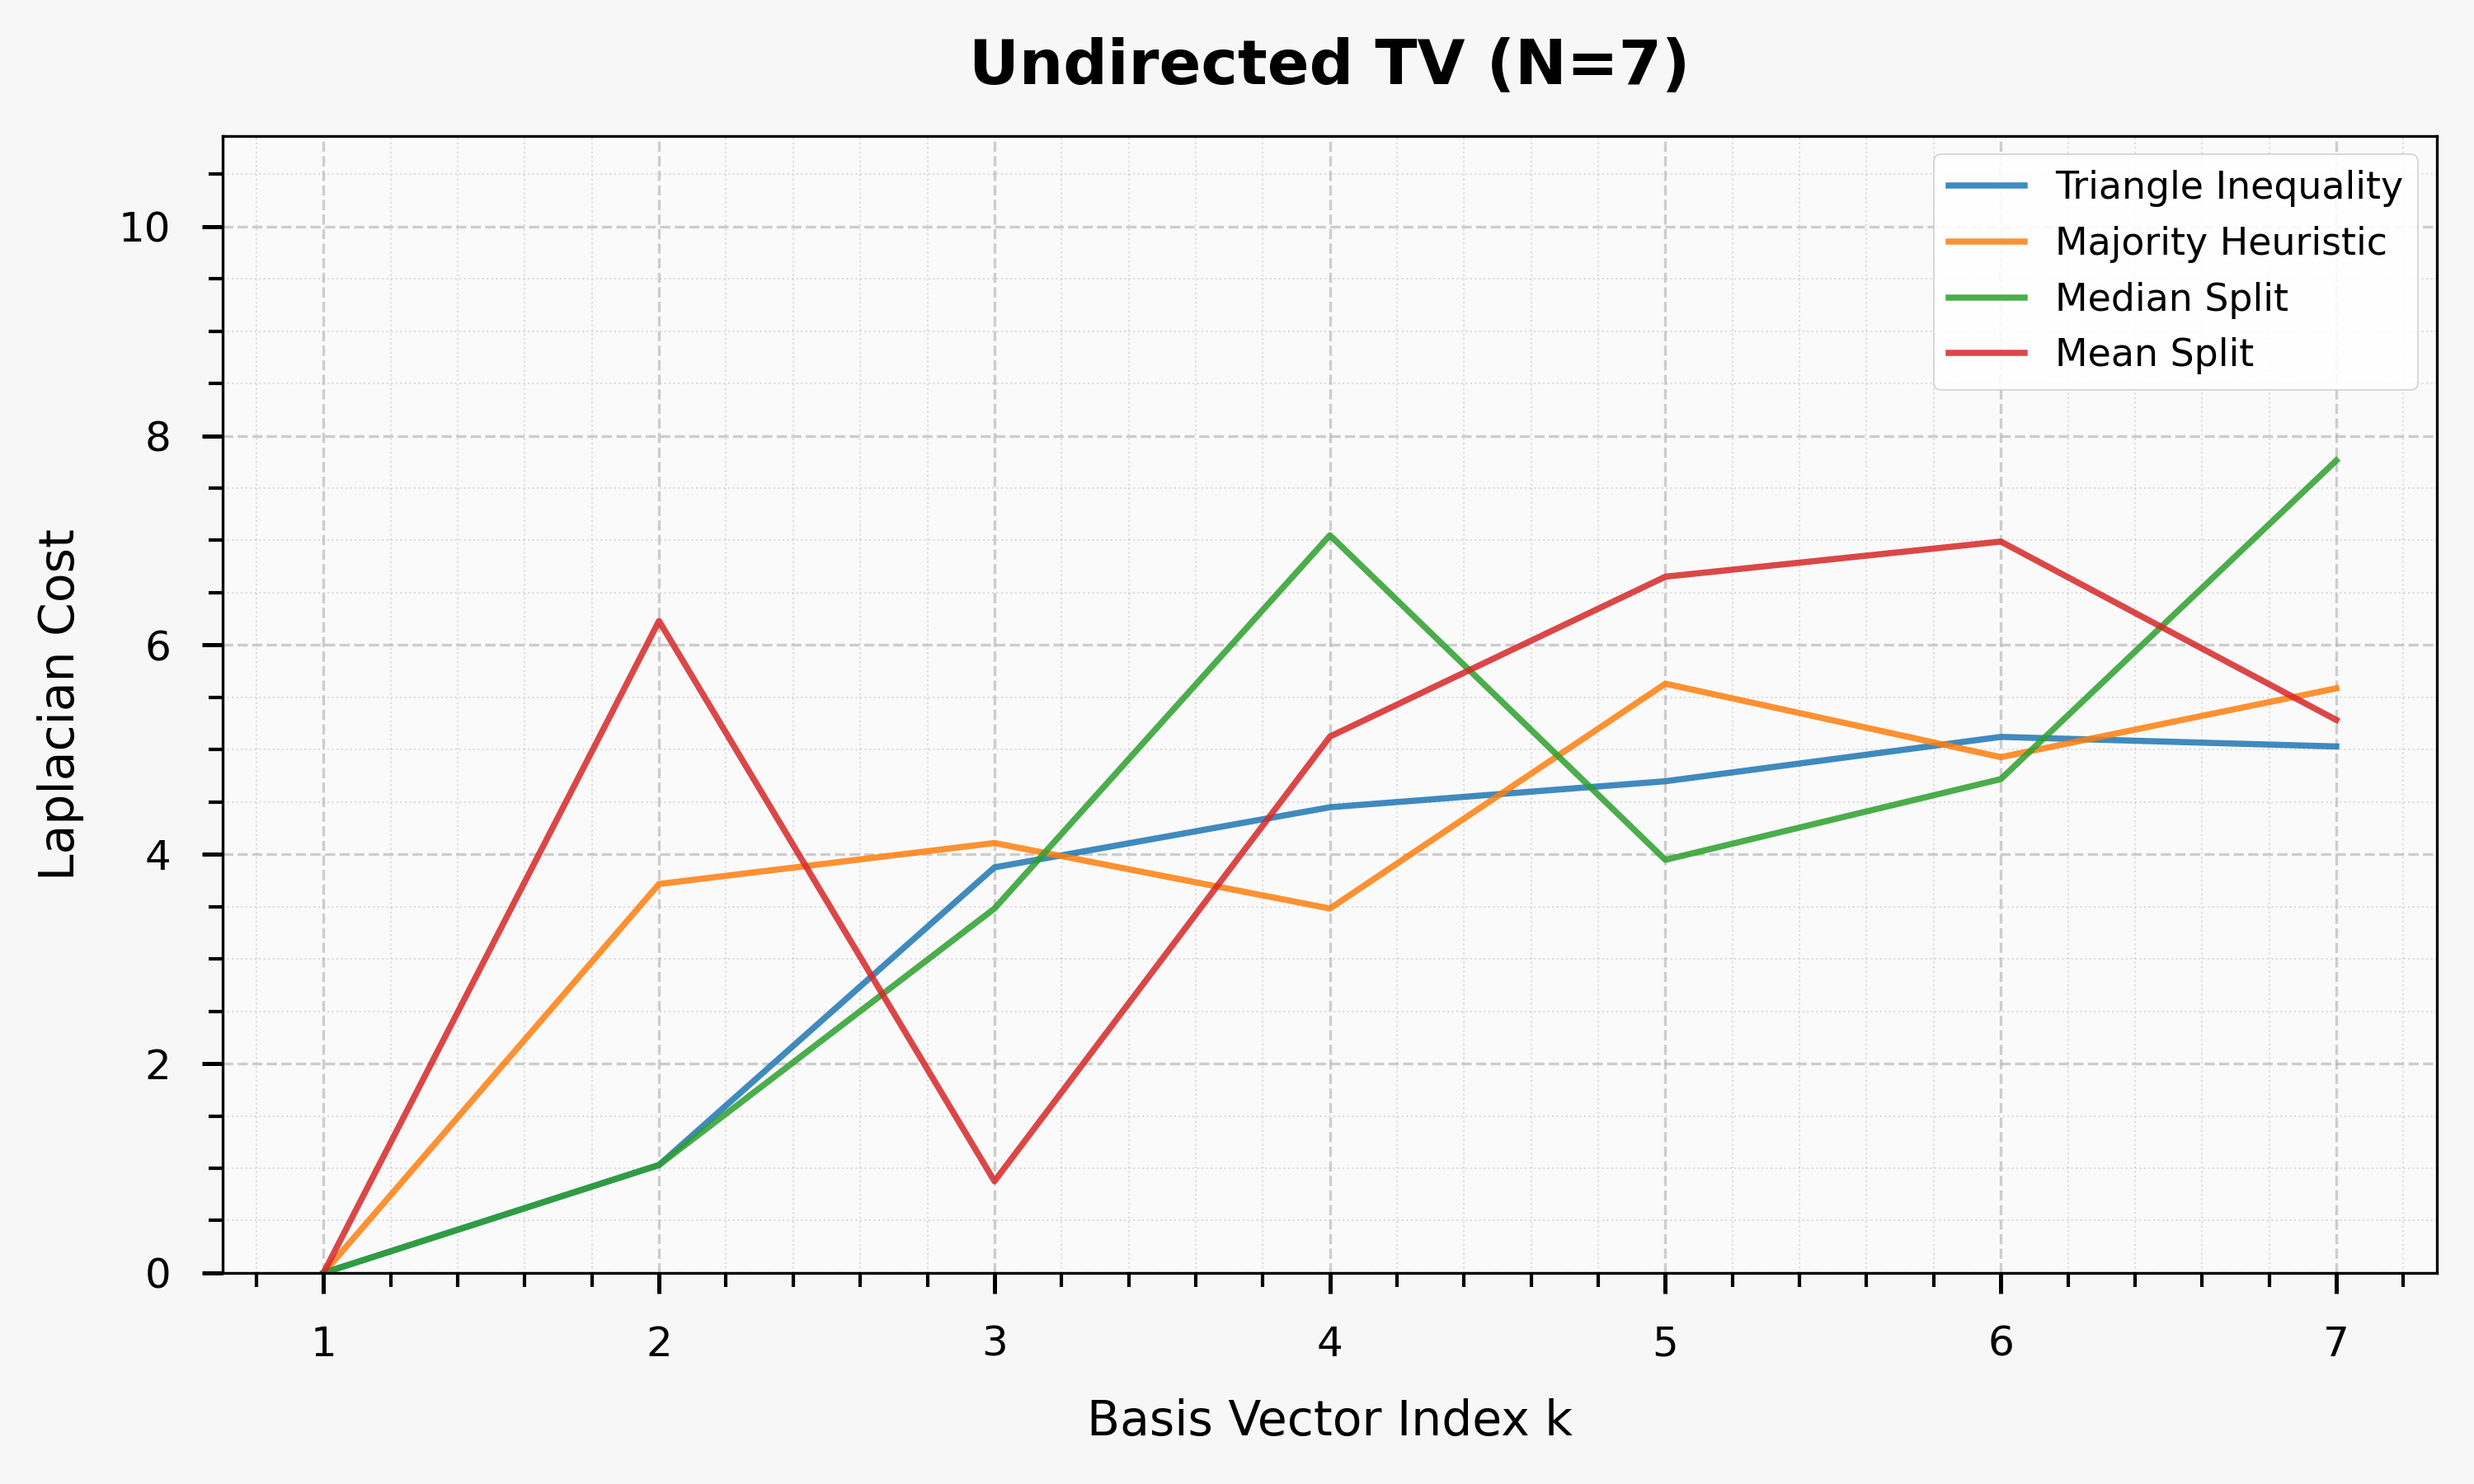 Undirected TV (N=7)
Triangle Inequality
Majority Heuristic
Median Split
Mean Split
Laplacian Cost
10
8
6
4
2
0
1 2 3 4 5 6 7
Basis Vector Index k